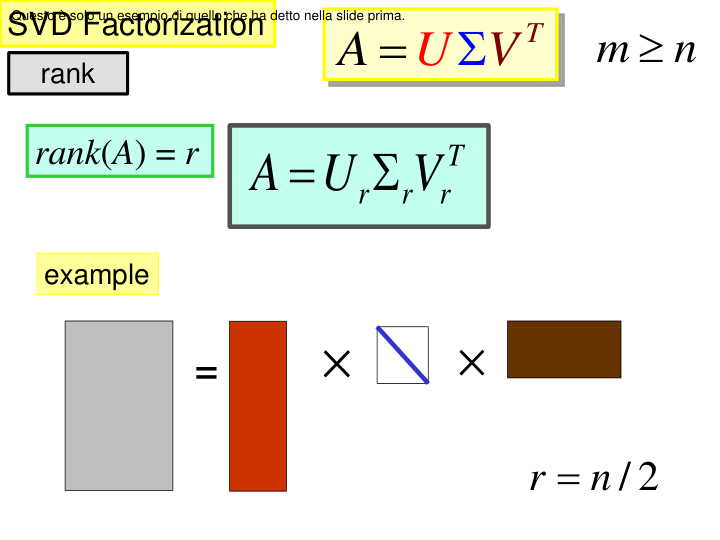 Questo è solo un esempio di quello che ha detto nella slide prima.
SVD Factorization
A = U Σ V^T
m ≥ n
rank
rank(A) = r
A = U_r Σ_r V_r^T
example
= × ×
r = n / 2